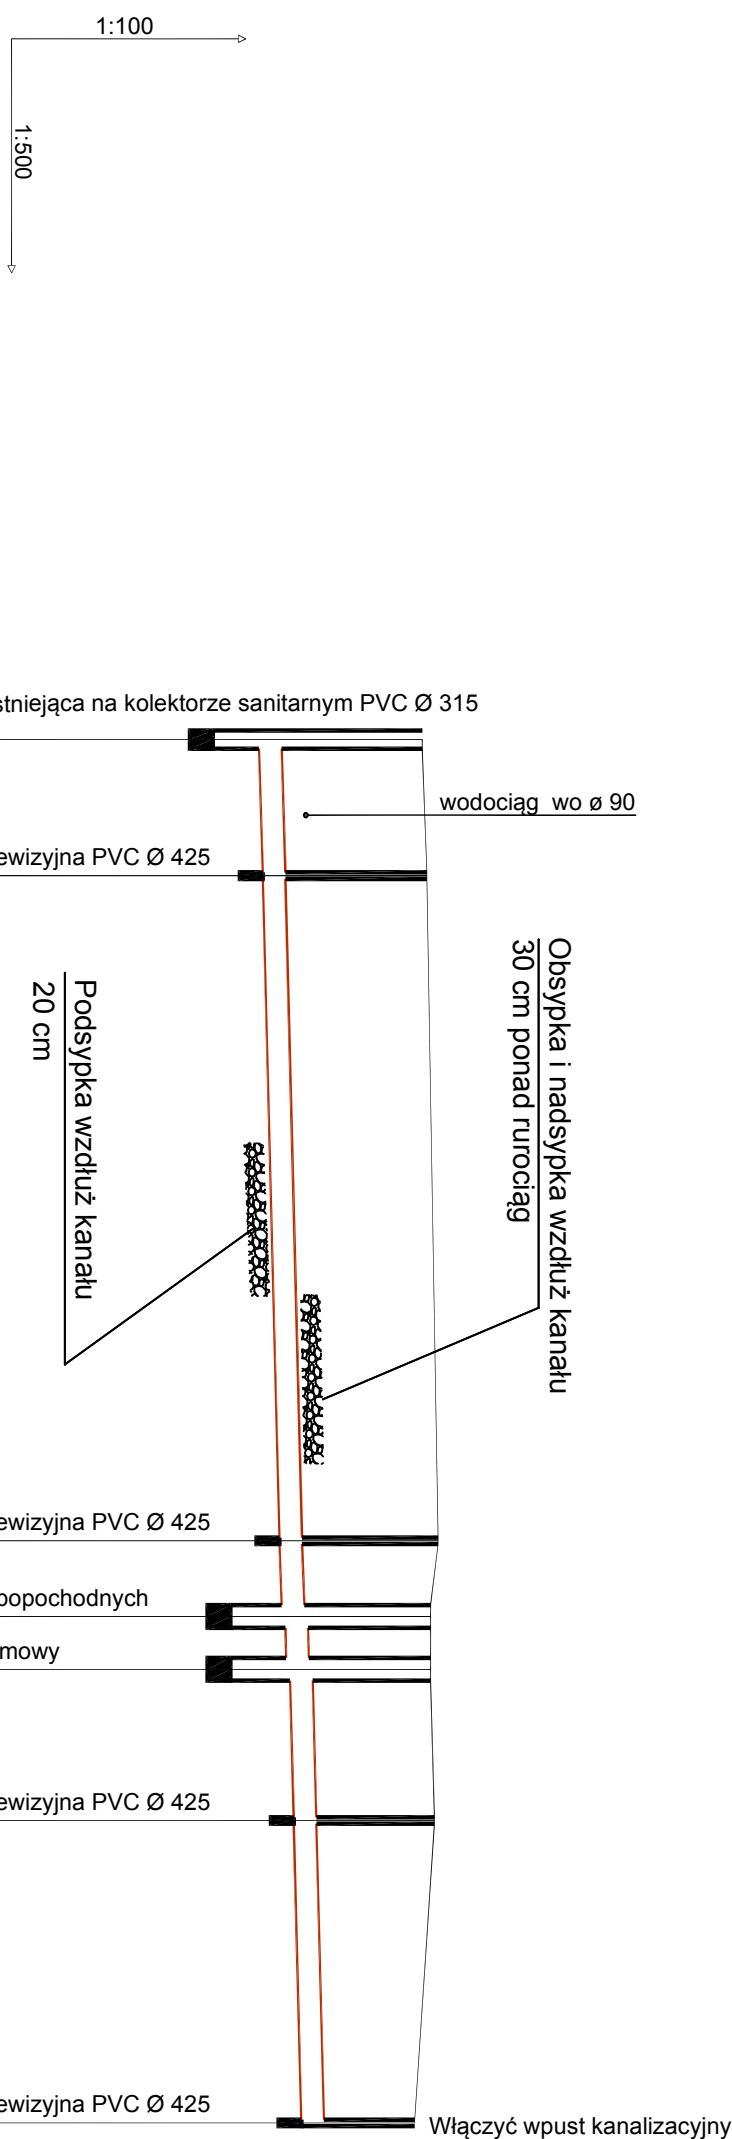 1:100
1:500
stniejąca na kolektorze sanitarnym PVC Ø 315
wodociąg wo ø 90
ewizyjna PVC Ø 425
Obsypka i nadsypka wzdłuż kanału
30 cm ponad rurociąg
Podsypka wzdłuż kanału
20 cm
ewizyjna PVC Ø 425
popochodnych
mowy
ewizyjna PVC Ø 425
ewizyjna PVC Ø 425
Włączyć wpust kanalizacyjny